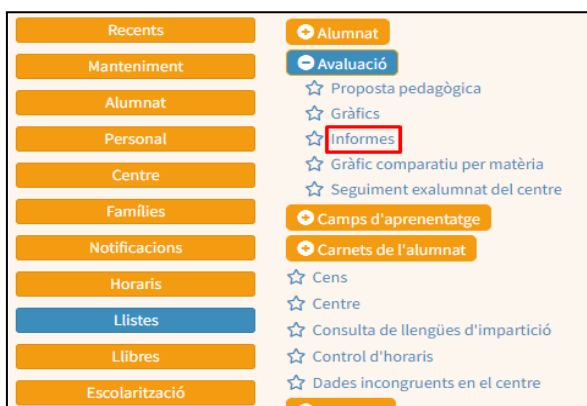 Recents
Manteniment
Alumnat
Personal
Centre
Famílies
Notificacions
Horaris
Llistes
Llibres
Escolarització
Alumnat
Avaluació
Proposta pedagògica
Gràfics
Informes
Gràfic comparatiu per matèria
Seguiment exalumnat del centre
Camps d'aprenentatge
Carnets de l'alumnat
Cens
Centre
Consulta de llengües d'impartició
Control d'horaris
Dades incongruents en el centre